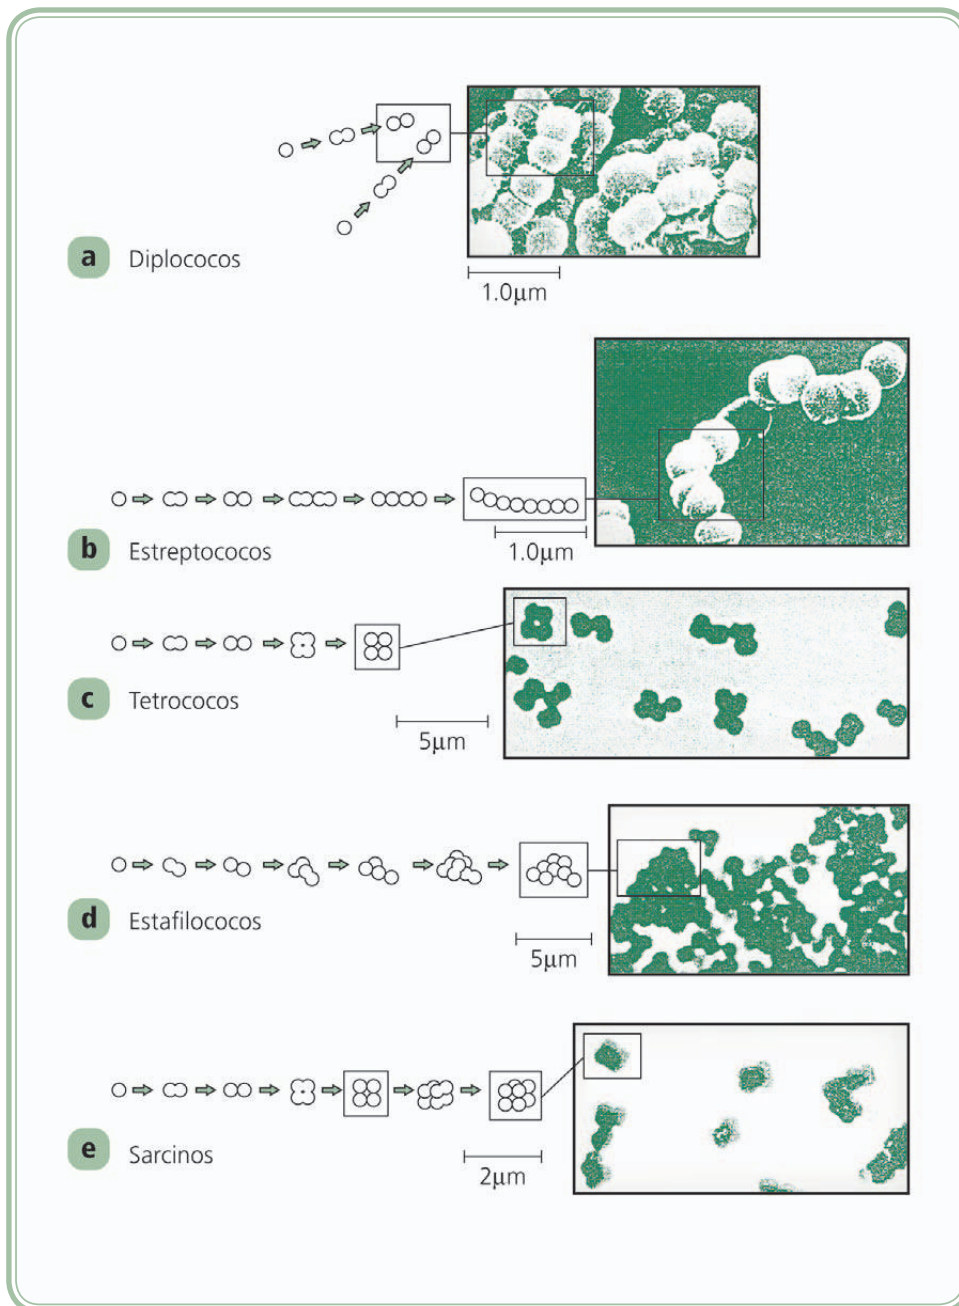 a Diplococos
1.0μm
b Estreptococos
1.0μm
c Tetrococos
5μm
d Estafilococos
5μm
e Sarcinos
2μm